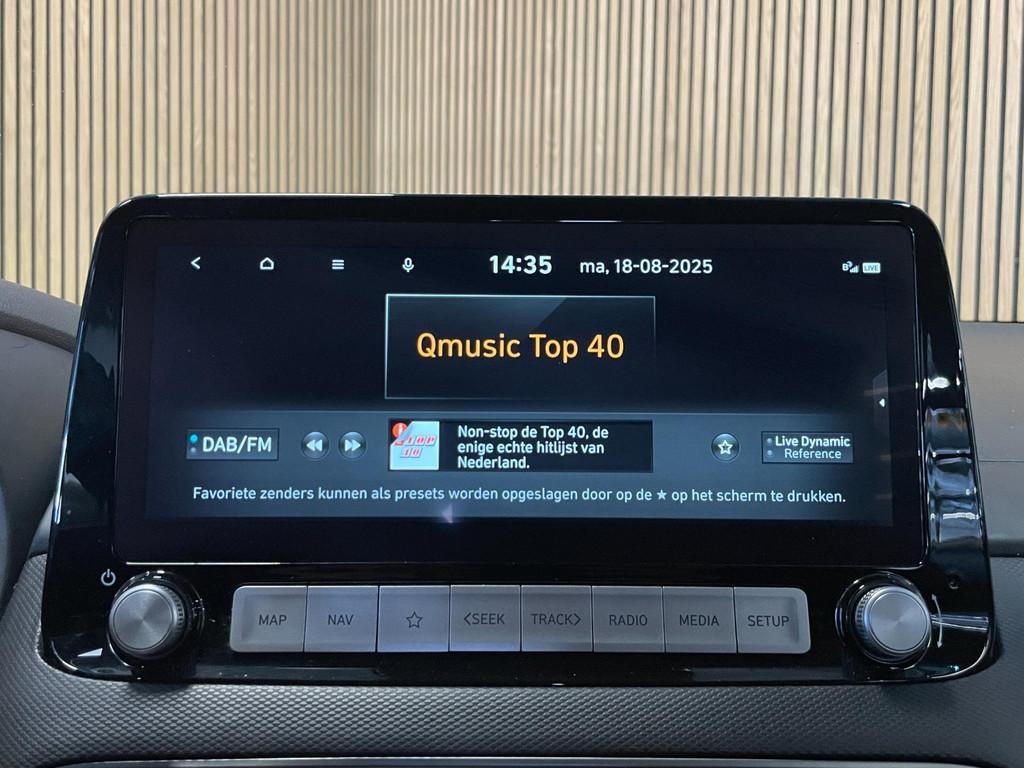 14:35 ma, 18-08-2025
LIVE
Qmusic Top 40
DAB/FM
TOP
40
Non-stop de Top 40, de
enige echte hitlijst van
Nederland.
Live Dynamic
Reference
Favoriete zenders kunnen als presets worden opgeslagen door op de ★ op het scherm te drukken.
MAP NAV ☆ <SEEK TRACK> RADIO MEDIA SETUP